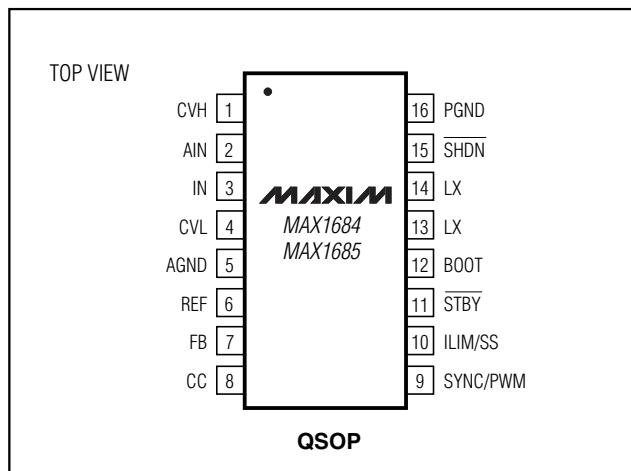 TOP VIEW
CVH 1
AIN 2
IN 3
CVL 4
AGND 5
REF 6
FB 7
CC 8
MAXIM
MAX1684
MAX1685
16 PGND
15 SHDN
14 LX
13 LX
12 BOOT
11 STBY
10 ILIM/SS
9 SYNC/PWM
QSOP